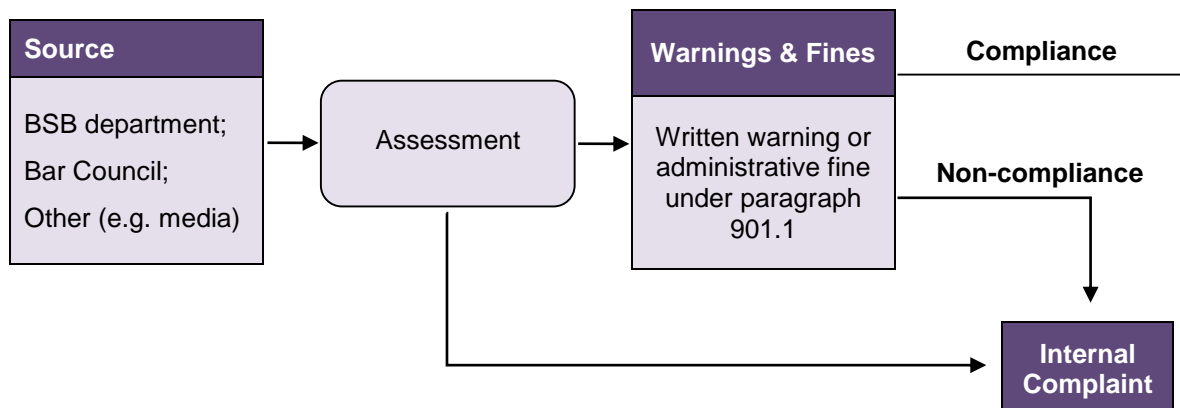 Source
BSB department;
Bar Council;
Other (e.g. media)
Assessment
Warnings & Fines
Written warning or
administrative fine
under paragraph
901.1
Compliance
Non-compliance
Internal
Complaint